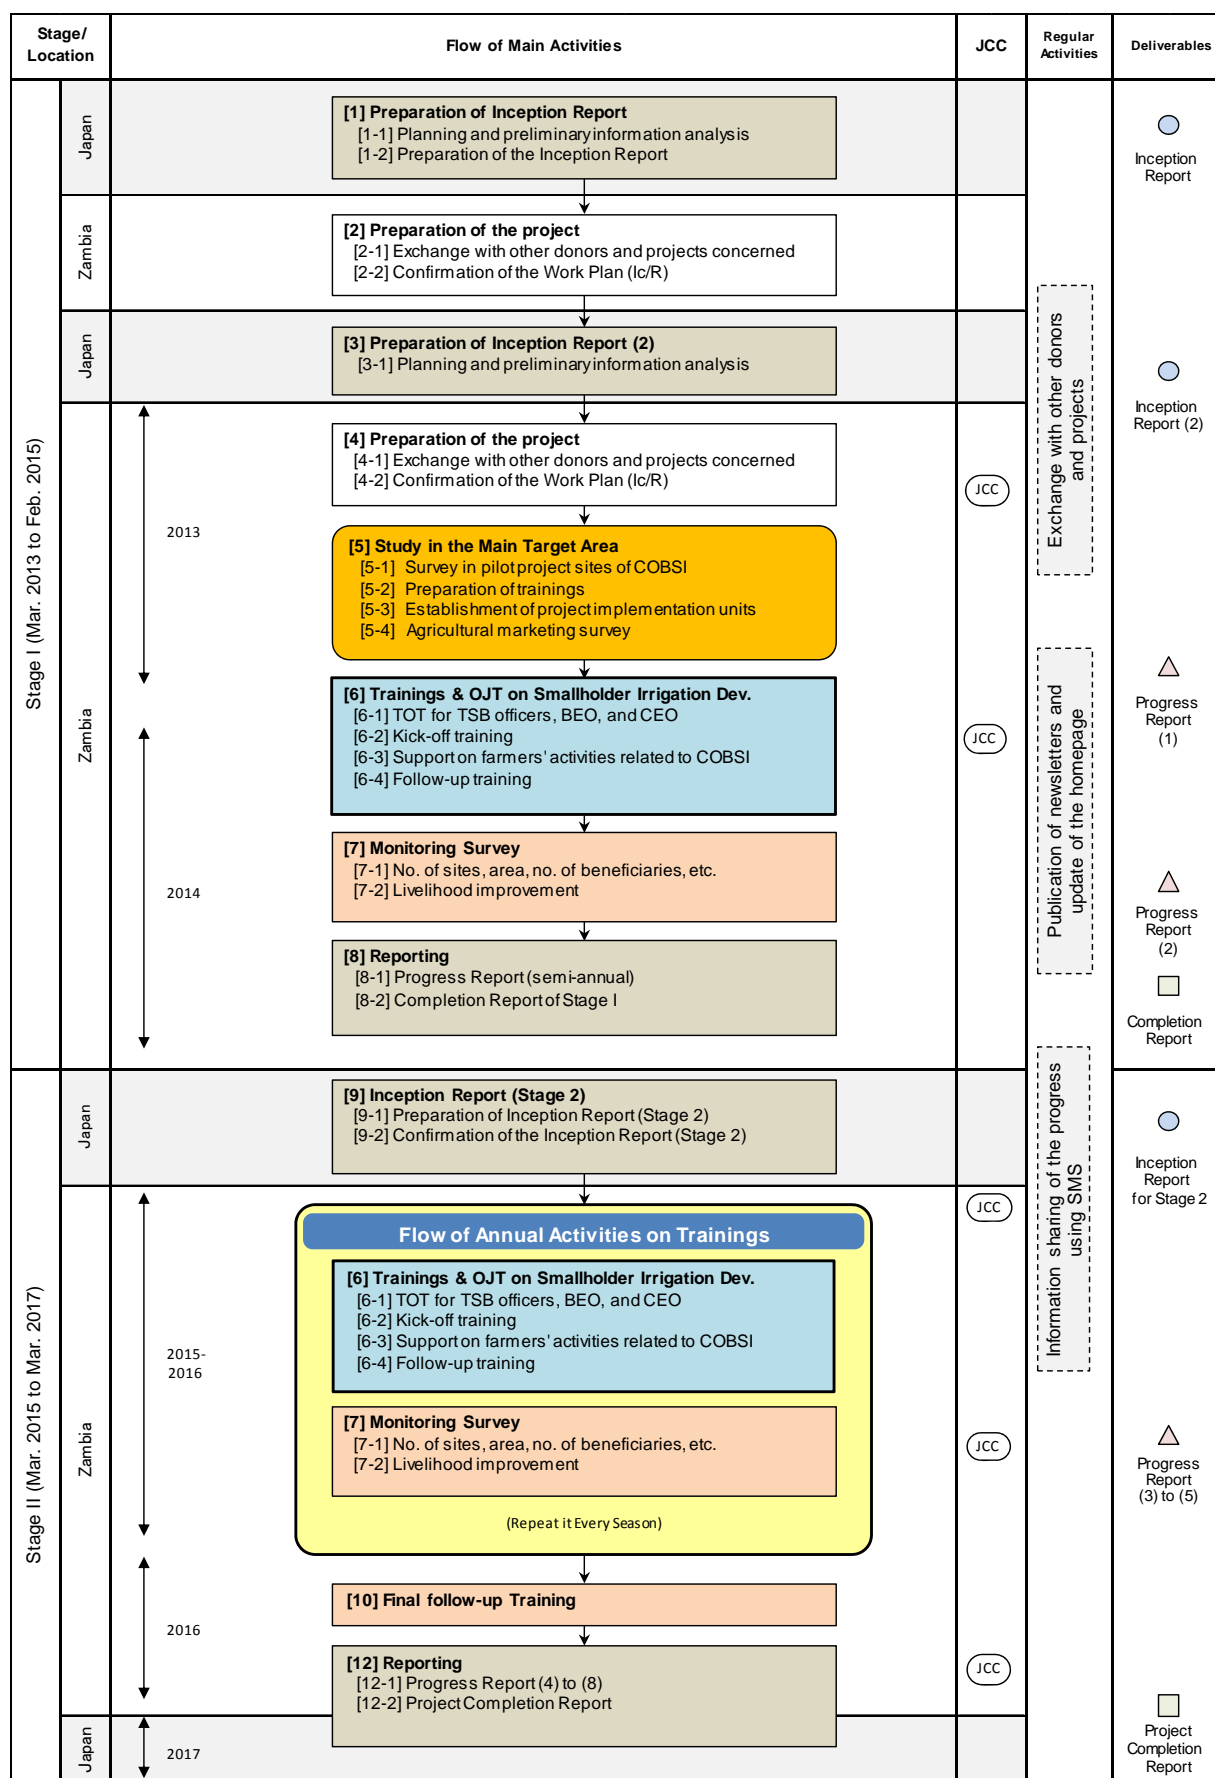 Stage/
Location
Flow of Main Activities
JCC
Regular
Activities
Deliverables
Stage I (Mar. 2013 to Feb. 2015)
Japan
[1] Preparation of Inception Report
[1-1] Planning and preliminary information analysis
[1-2] Preparation of the Inception Report
Inception
Report
Zambia
[2] Preparation of the project
[2-1] Exchange with other donors and projects concerned
[2-2] Confirmation of the Work Plan (Ic/R)
Japan
[3] Preparation of Inception Report (2)
[3-1] Planning and preliminary information analysis
Exchange with other donors
and projects
Inception
Report (2)
Zambia
2013
[4] Preparation of the project
[4-1] Exchange with other donors and projects concerned
[4-2] Confirmation of the Work Plan (Ic/R)
JCC
[5] Study in the Main Target Area
[5-1] Survey in pilot project sites of COBSI
[5-2] Preparation of trainings
[5-3] Establishment of project implementation units
[5-4] Agricultural marketing survey
[6] Trainings & OJT on Smallholder Irrigation Dev.
[6-1] TOT for TSB officers, BEO, and CEO
[6-2] Kick-off training
[6-3] Support on farmers' activities related to COBSI
[6-4] Follow-up training
JCC
Publication of newsletters and
update of the homepage
Progress
Report
(1)
2014
[7] Monitoring Survey
[7-1] No. of sites, area, no. of beneficiaries, etc.
[7-2] Livelihood improvement
Progress
Report
(2)
[8] Reporting
[8-1] Progress Report (semi-annual)
[8-2] Completion Report of Stage I
Completion
Report
Stage II (Mar. 2015 to Mar. 2017)
Japan
[9] Inception Report (Stage 2)
[9-1] Preparation of Inception Report (Stage 2)
[9-2] Confirmation of the Inception Report (Stage 2)
Information sharing of the progress
using SMS
Inception
Report
for Stage 2
Zambia
JCC
2015-
2016
Flow of Annual Activities on Trainings
[6] Trainings & OJT on Smallholder Irrigation Dev.
[6-1] TOT for TSB officers, BEO, and CEO
[6-2] Kick-off training
[6-3] Support on farmers' activities related to COBSI
[6-4] Follow-up training
[7] Monitoring Survey
[7-1] No. of sites, area, no. of beneficiaries, etc.
[7-2] Livelihood improvement
JCC
Progress
Report
(3) to (5)
(Repeat it Every Season)
2016
[10] Final follow-up Training
[12] Reporting
[12-1] Progress Report (4) to (8)
[12-2] Project Completion Report
JCC
Japan
2017
Project
Completion
Report